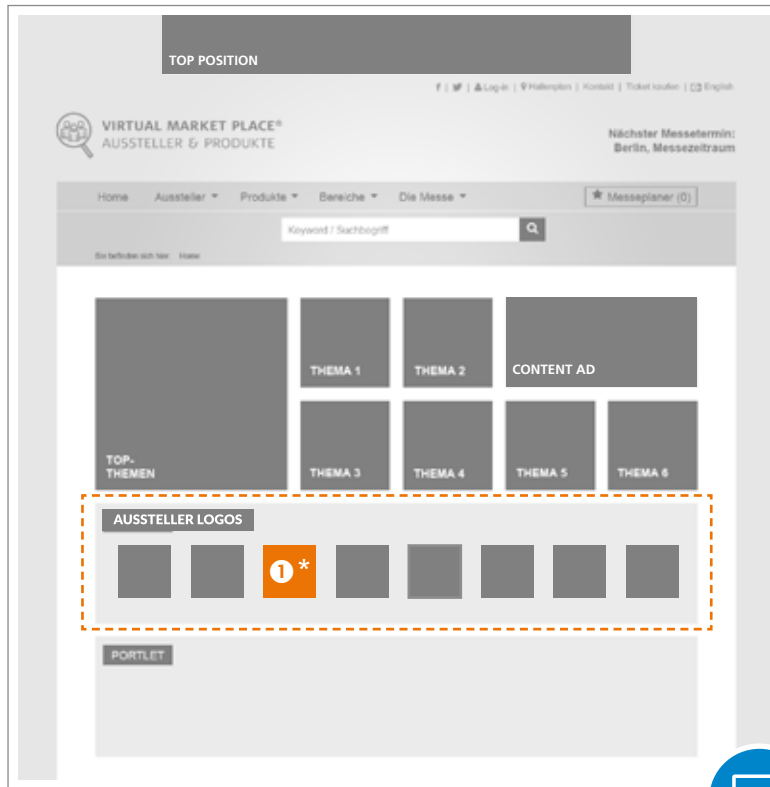 TOP POSITION
f | | Log-in | Hallenplan | Kontakt | Ticket kaufen | English
VIRTUAL MARKET PLACE®
AUSSTELLER & PRODUKTE
Nächster Messetermin:
Berlin, Messezeitraum
Home Aussteller Produkte Bereiche Die Messe Messeplaner (0)
Keyword / Suchbegriff
Sie befinden sich hier: Home
THEMA 1 THEMA 2 CONTENT AD
TOP-
THEMEN THEMA 3 THEMA 4 THEMA 5 THEMA 6
AUSSTELLER LOGOS
1 *
PORTLET